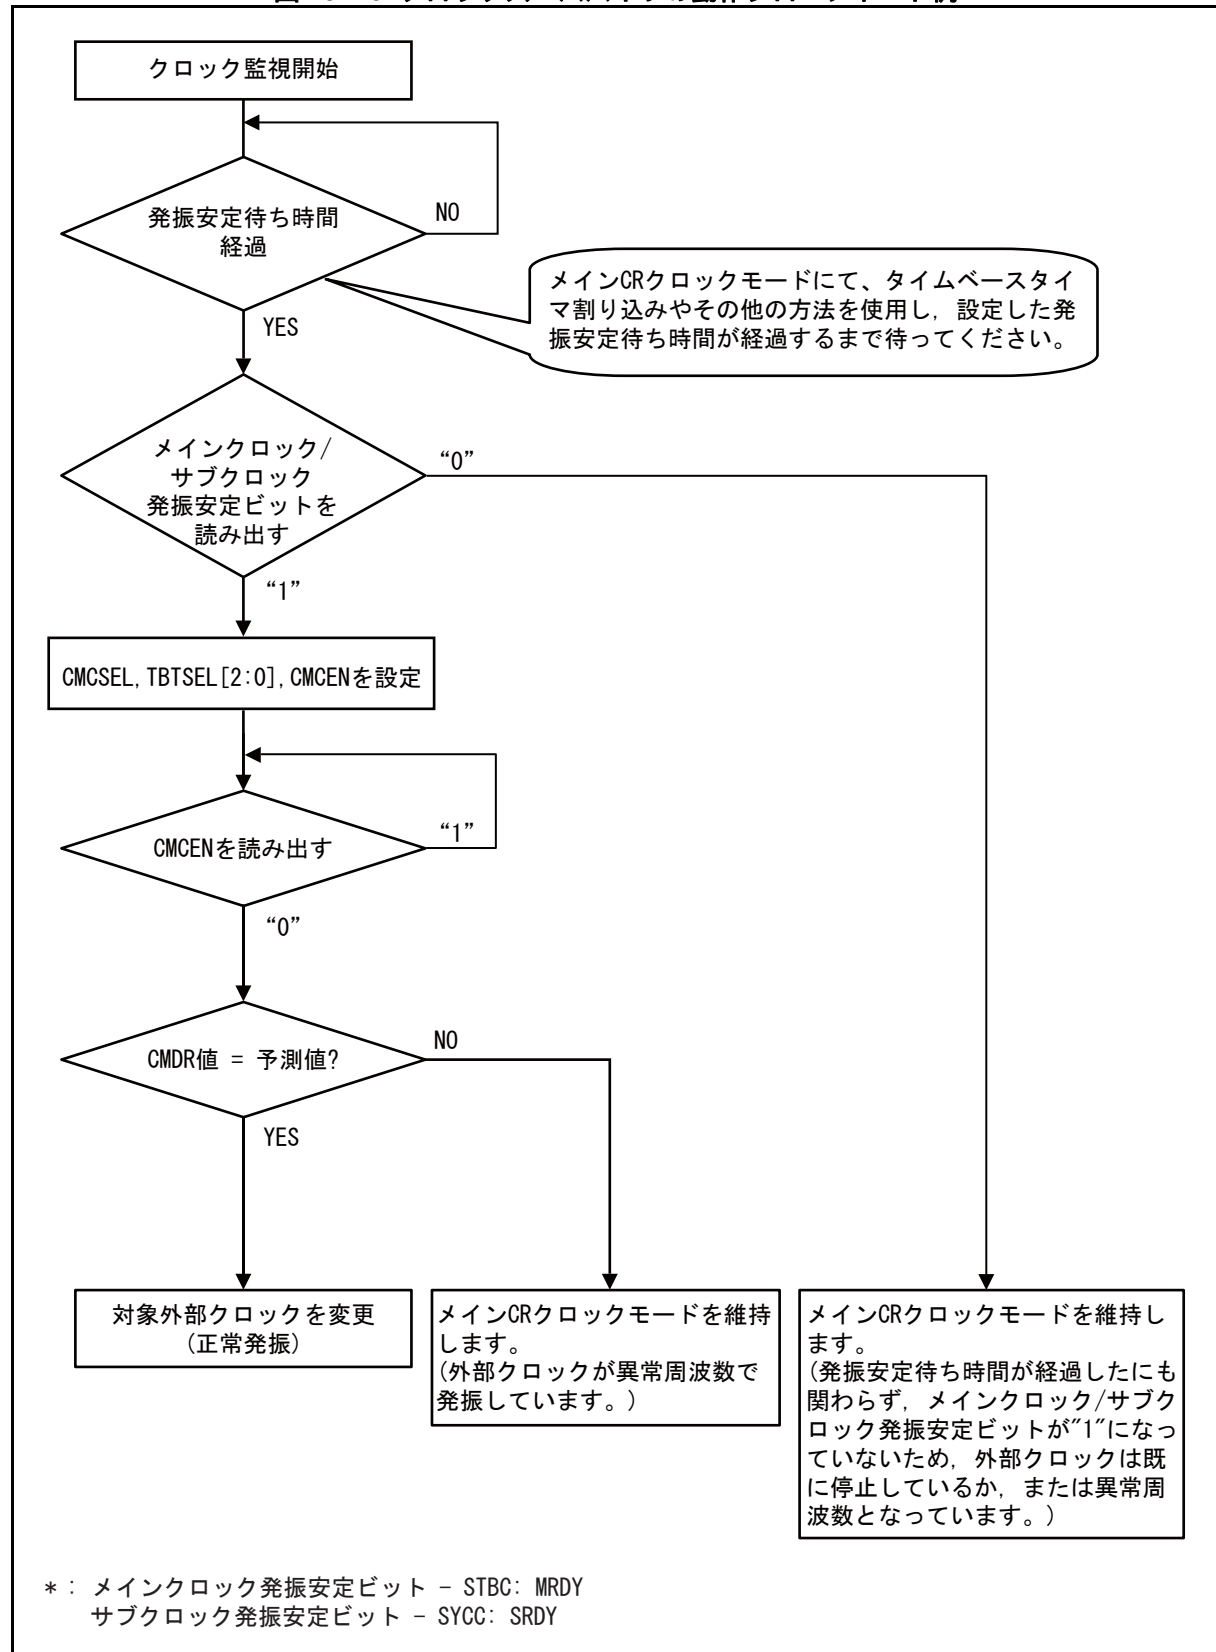 クロック監視開始
発振安定待ち時間
経過
NO
YES
メインCRクロックモードにて、タイムベースタイ
マ割り込みやその他の方法を使用し, 設定した発
振安定待ち時間が経過するまで待ってください。
メインクロック/
サブクロック
発振安定ビットを
読み出す
“0”
“1”
CMCSEL, TBTSEL[2:0], CMCENを設定
CMCENを読み出す
“1”
“0”
CMDR値 = 予測値?
NO
YES
対象外部クロックを変更
(正常発振)
メインCRクロックモードを維持
します。
(外部クロックが異常周波数で
発振しています。)
メインCRクロックモードを維持し
ます。
(発振安定待ち時間が経過したにも
関わらず, メインクロック/サブク
ロック発振安定ビットが"1"になっ
ていないため, 外部クロックは既
に停止しているか, または異常周
波数となっています。)
*: メインクロック発振安定ビット - STBC: MRDY
サブクロック発振安定ビット - SYCC: SRDY